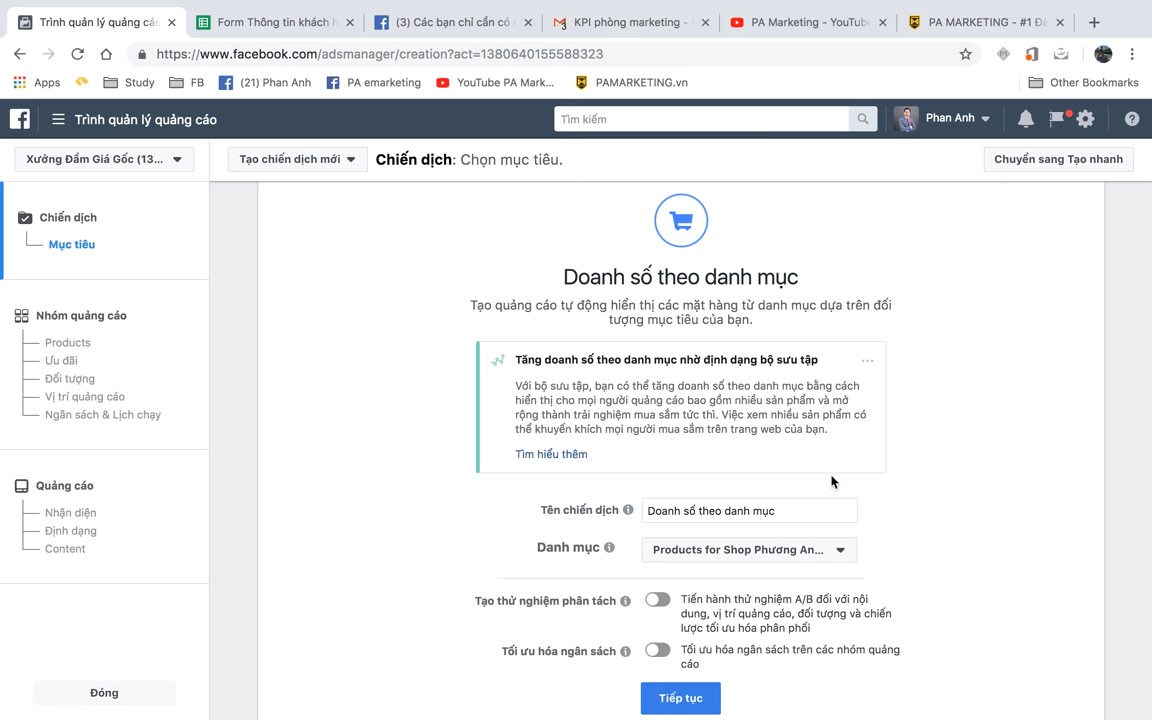 Trình quản lý quảng cáo
Form Thông tin khách h
(3) Các bạn chỉ cần có
KPI phòng marketing -
PA Marketing - YouTube
PA MARKETING - #1 Đà
https://www.facebook.com/adsmanager/creation?act=1380640155588323
Apps
Study
FB
(21) Phan Anh
PA emarketing
YouTube PA Mark...
PAMARKETING.vn
Other Bookmarks
Trình quản lý quảng cáo
Tìm kiếm
Phan Anh
Xưởng Đầm Giá Gốc (13...
Tạo chiến dịch mới
Chiến dịch: Chọn mục tiêu.
Chuyển sang Tạo nhanh
Chiến dịch
Mục tiêu
Nhóm quảng cáo
Products
Ưu đãi
Đối tượng
Vị trí quảng cáo
Ngân sách & Lịch chạy
Quảng cáo
Nhận diện
Định dạng
Content
Đóng
Doanh số theo danh mục
Tạo quảng cáo tự động hiển thị các mặt hàng từ danh mục dựa trên đối
tượng mục tiêu của bạn.
Tăng doanh số theo danh mục nhờ định dạng bộ sưu tập
Với bộ sưu tập, bạn có thể tăng doanh số theo danh mục bằng cách
hiển thị cho mọi người quảng cáo bao gồm nhiều sản phẩm và mở
rộng thành trải nghiệm mua sắm tức thì. Việc xem nhiều sản phẩm có
thể khuyến khích mọi người mua sắm trên trang web của bạn.
Tìm hiểu thêm
Tên chiến dịch
Doanh số theo danh mục
Danh mục
Products for Shop Phương An...
Tạo thử nghiệm phân tách
Tiến hành thử nghiệm A/B đối với nội
dung, vị trí quảng cáo, đối tượng và chiến
lược tối ưu hóa phân phối
Tối ưu hóa ngân sách
Tối ưu hóa ngân sách trên các nhóm quảng
cáo
Tiếp tục